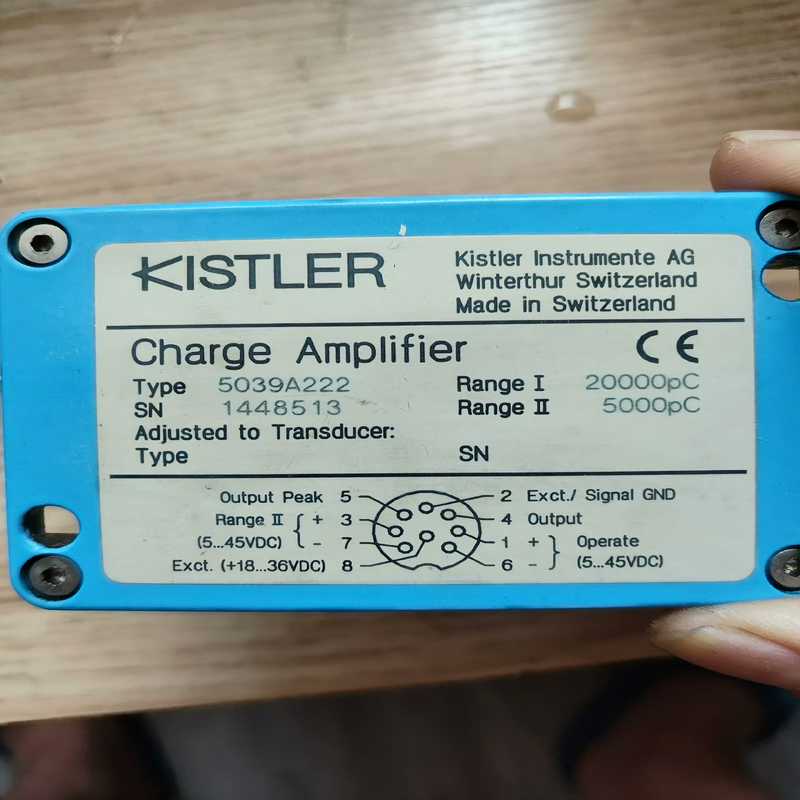 KISTLER
Kistler Instrumente AG
Winterthur Switzerland
Made in Switzerland
Charge Amplifier CE
Type 5039A222 Range I 20000pC
SN 1448513 Range II 5000pC
Adjusted to Transducer:
Type SN
Output Peak 5 2 Exct./ Signal GND
Range II + 3 4 Output
(5...45VDC) - 7 1 + Operate
Exct. (+18...36VDC) 8 6 - (5...45VDC)